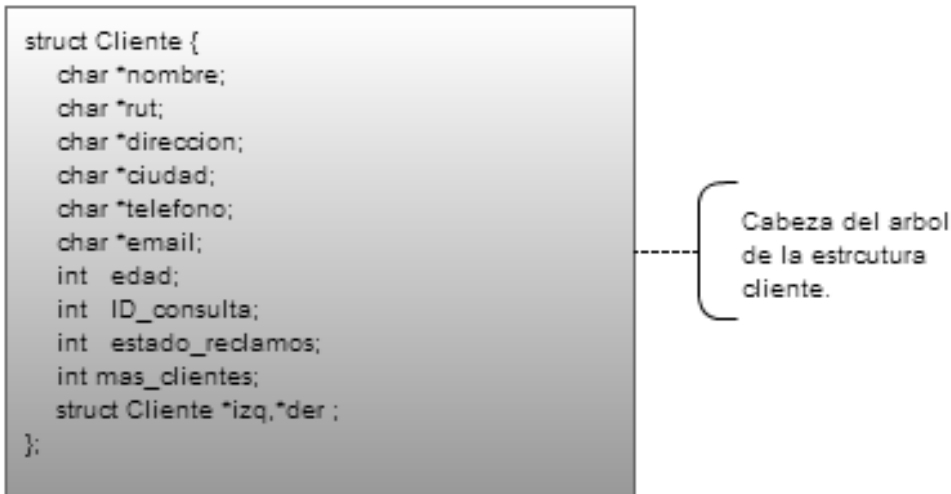 struct Cliente {
char *nombre;
char *rut;
char *direccion;
char *ciudad;
char *telefono;
char *email;
int edad;
int ID_consulta;
int estado_reclamos;
int mas_clientes;
struct Cliente *izq,*der ;
};
Cabeza del arbol
de la estrcutura
cliente.